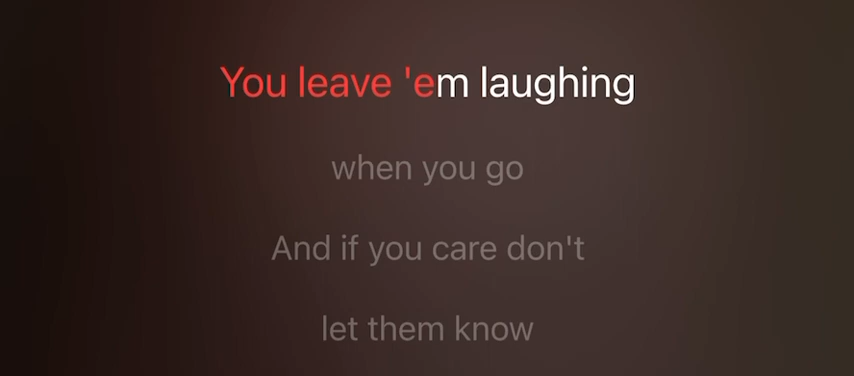 You leave 'em laughing
when you go
And if you care don't
let them know